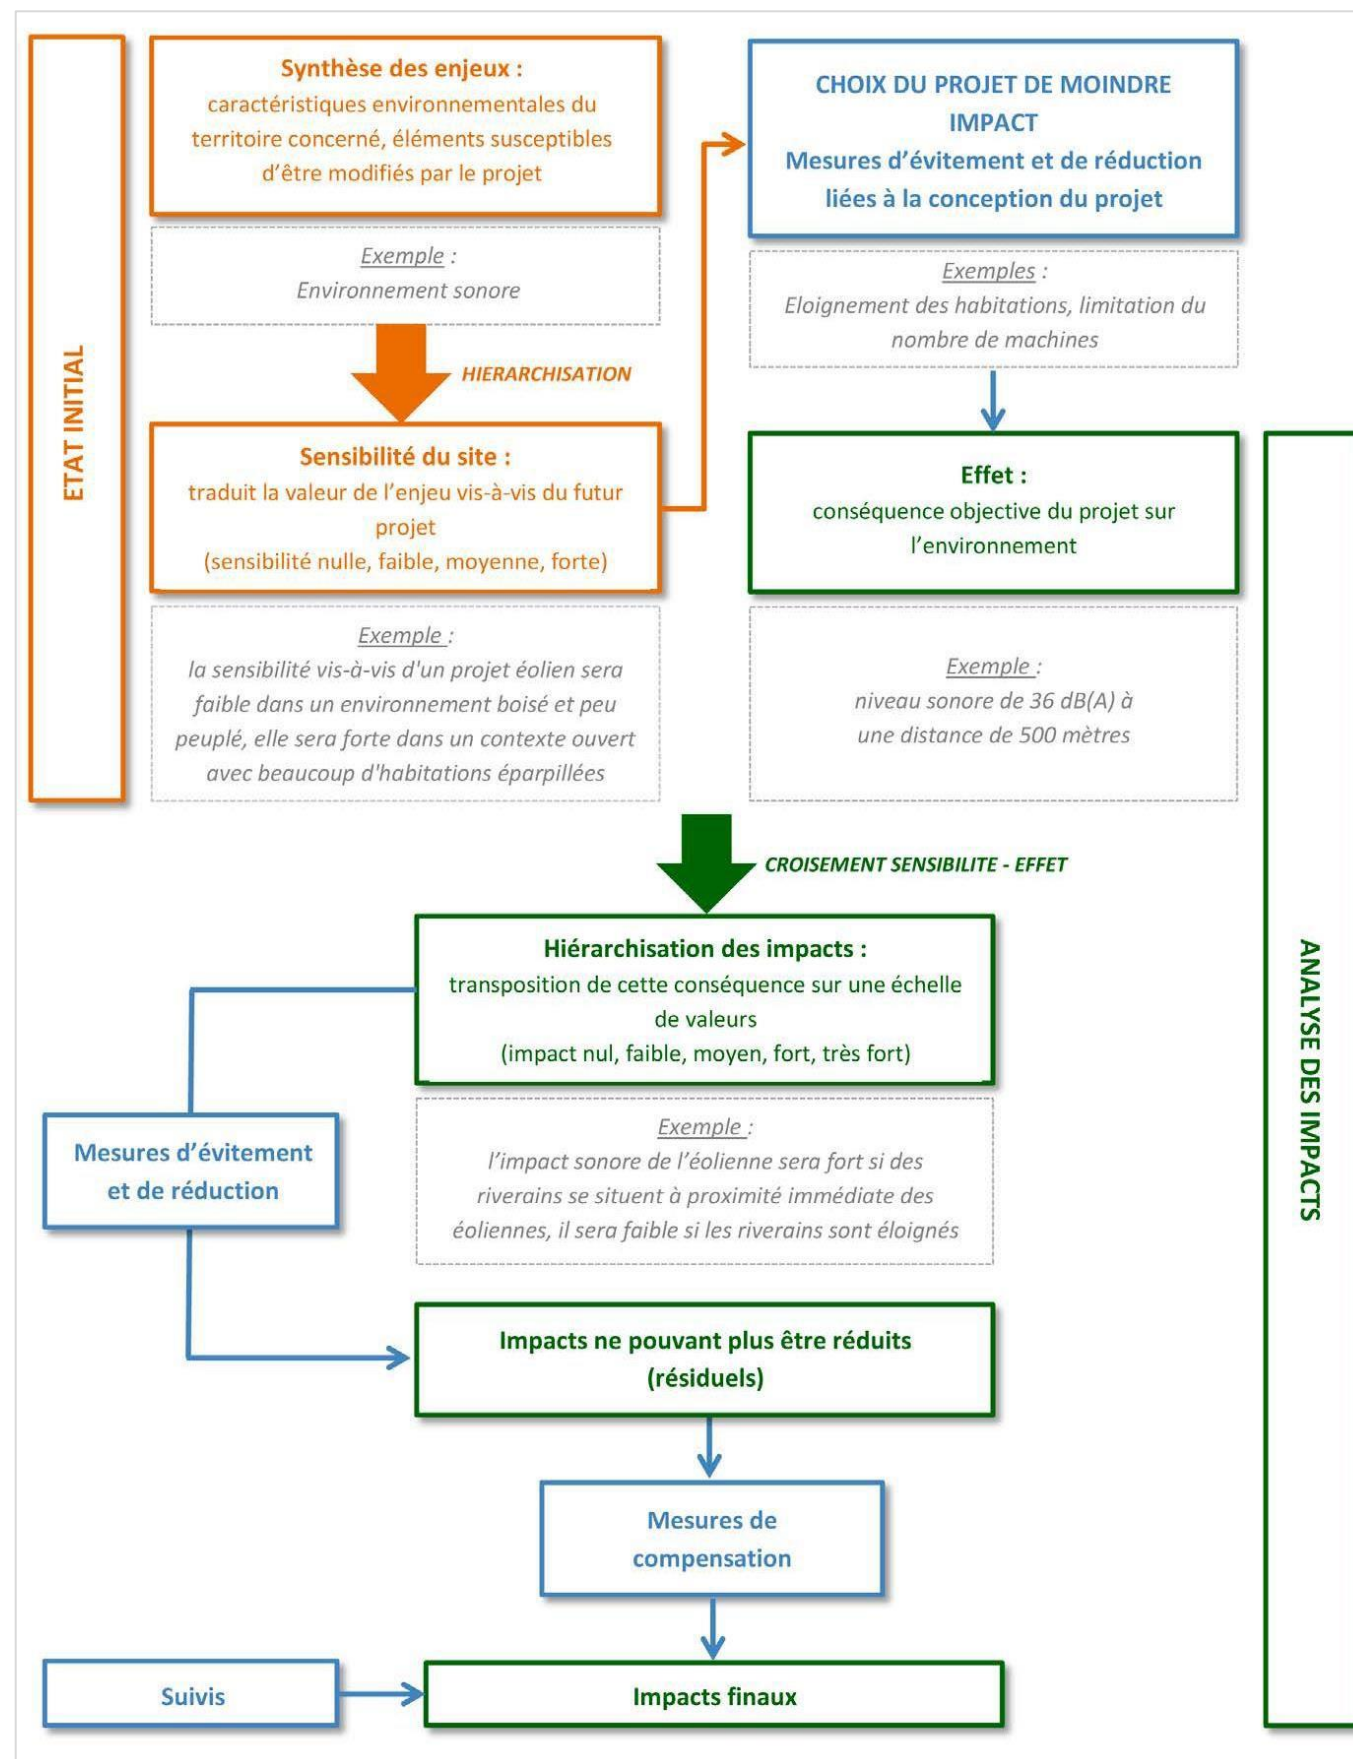 ETAT INITIAL
Synthèse des enjeux :
caractéristiques environnementales du
territoire concerné, éléments susceptibles
d'être modifiés par le projet
Exemple :
Environnement sonore
HIERARCHISATION
Sensibilité du site :
traduit la valeur de l'enjeu vis-à-vis du futur
projet
(sensibilité nulle, faible, moyenne, forte)
Exemple :
la sensibilité vis-à-vis d'un projet éolien sera
faible dans un environnement boisé et peu
peuplé, elle sera forte dans un contexte ouvert
avec beaucoup d'habitations éparpillées
CHOIX DU PROJET DE MOINDRE
IMPACT
Mesures d'évitement et de réduction
liées à la conception du projet
Exemples :
Eloignement des habitations, limitation du
nombre de machines
Effet :
conséquence objective du projet sur
l'environnement
Exemple :
niveau sonore de 36 dB(A) à
une distance de 500 mètres
ANALYSE DES IMPACTS
CROISEMENT SENSIBILITE - EFFET
Hiérarchisation des impacts :
transposition de cette conséquence sur une échelle
de valeurs
(impact nul, faible, moyen, fort, très fort)
Exemple :
l'impact sonore de l'éolienne sera fort si des
riverains se situent à proximité immédiate des
éoliennes, il sera faible si les riverains sont éloignés
Mesures d'évitement
et de réduction
Impacts ne pouvant plus être réduits
(résiduels)
Mesures de
compensation
Suivis
Impacts finaux